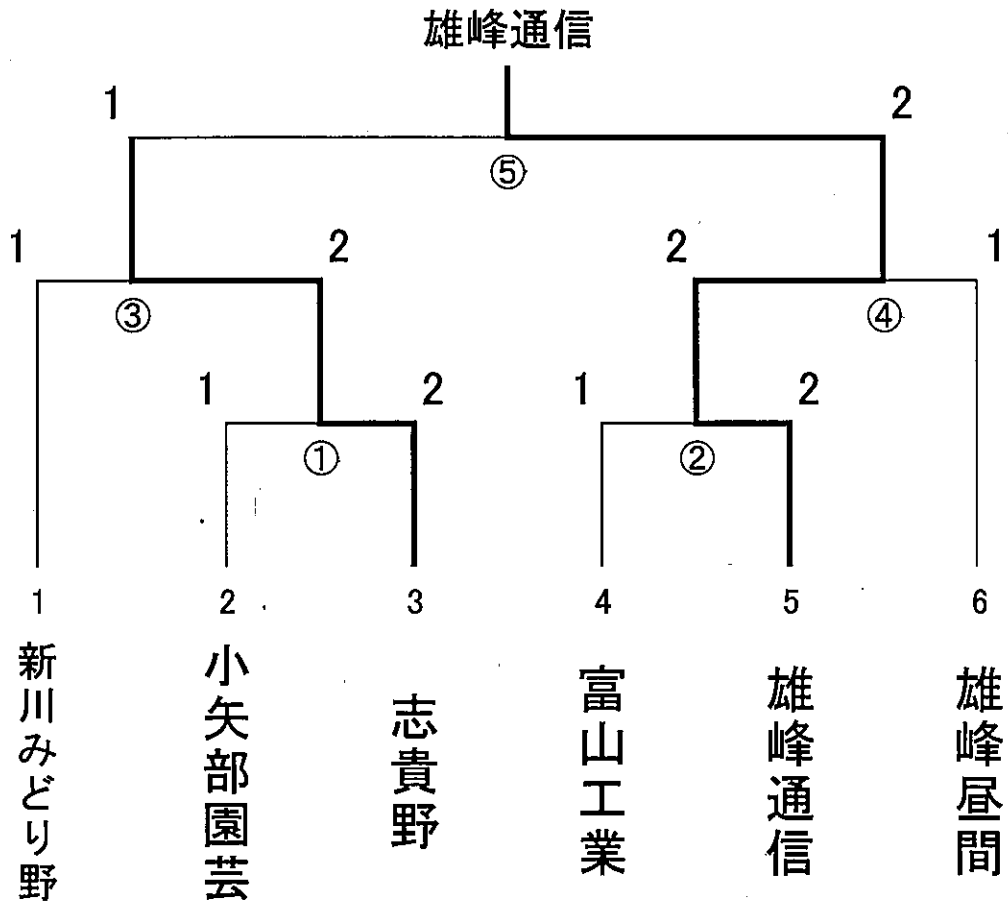 雄峰通信
1 2
⑤
1 2 2 1
③ ④
1 2 1 2
① ②
1 2 3 4 5 6
新川みどり野
小矢部園芸
志貴野
富山工業
雄峰通信
雄峰昼間